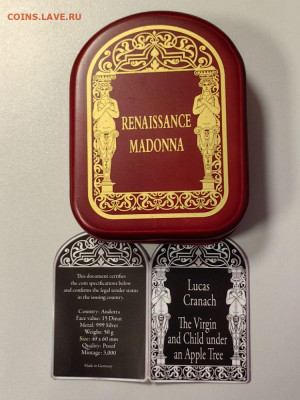 COINS.LAVE.RU
RENAISSANCE
MADONNA
This document certifies
the coin specifications below
and confirms the legal tender status
in the issuing country.
Country: Andorra
Face value: 15 Diner
Metal: 999 Silver
Weight: 50 g
Size: 40 x 60 mm
Quality: Proof
Mintage: 3,000
Made in Germany
Lucas
Cranach
The Virgin
and Child under
an Apple Tree